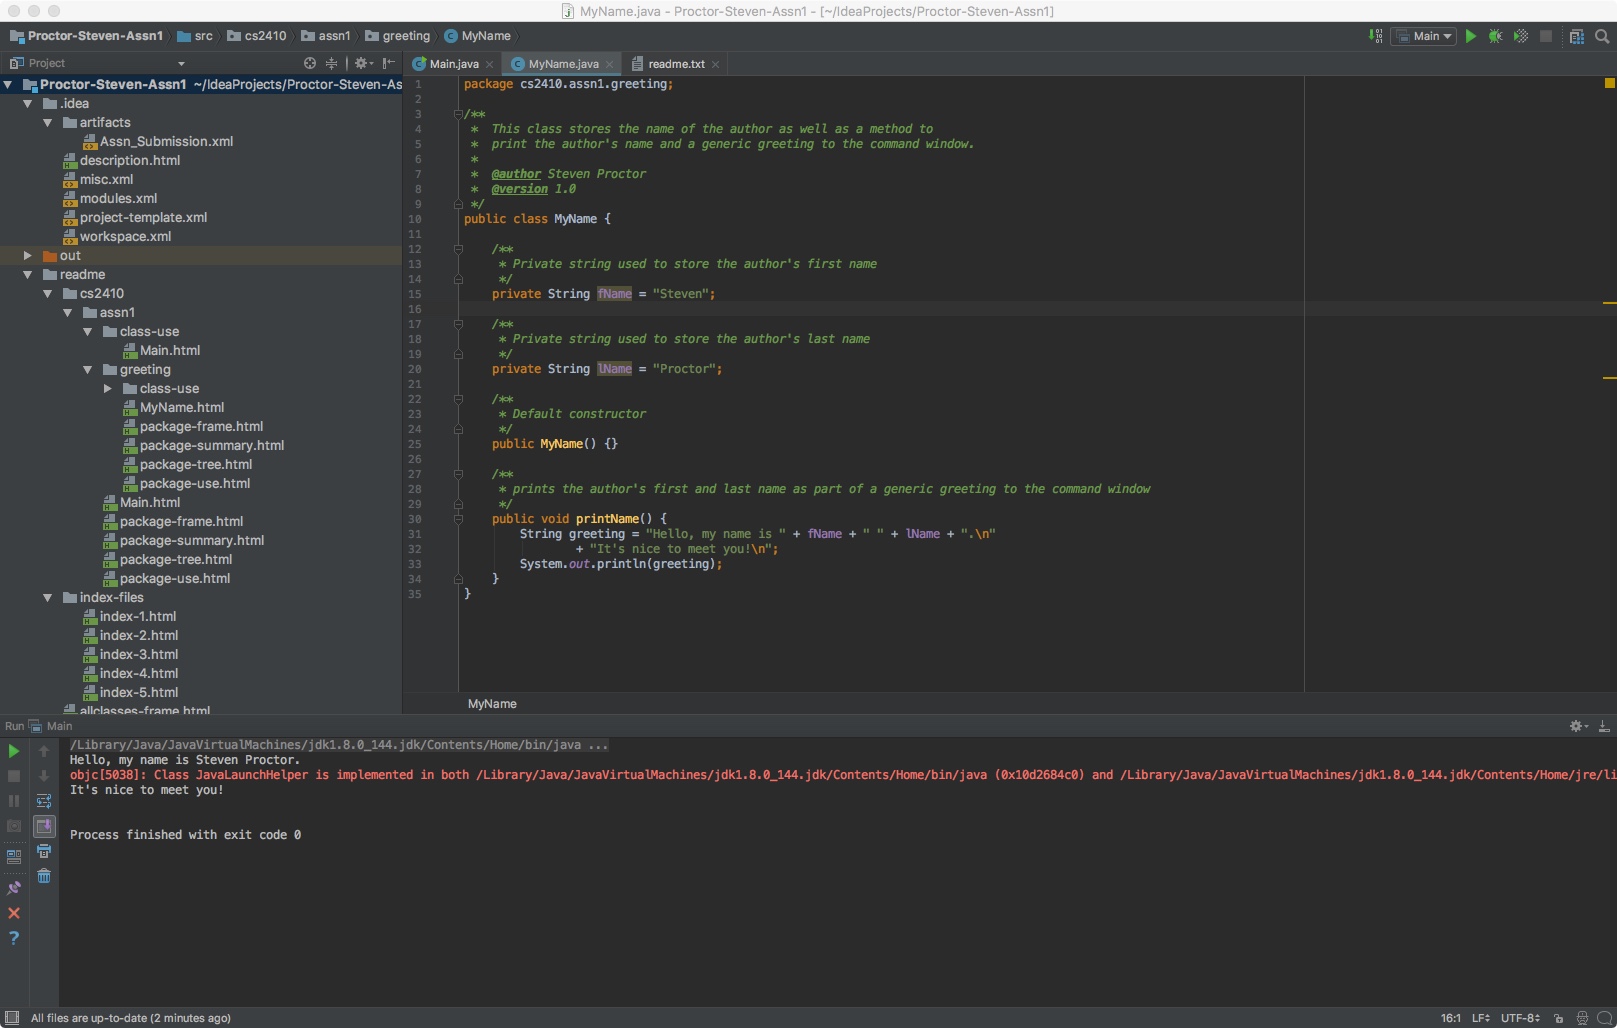 MyName.java - Proctor-Steven-Assn1 - [~/IdeaProjects/Proctor-Steven-Assn1]
Proctor-Steven-Assn1 src cs2410 assn1 greeting MyName
Main
Project
Main.java MyName.java readme.txt
Proctor-Steven-Assn1 ~/IdeaProjects/Proctor-Steven-As
.idea
artifacts
Assn_Submission.xml
description.html
misc.xml
modules.xml
project-template.xml
workspace.xml
out
readme
cs2410
assn1
class-use
Main.html
greeting
class-use
MyName.html
package-frame.html
package-summary.html
package-tree.html
package-use.html
Main.html
package-frame.html
package-summary.html
package-tree.html
package-use.html
index-files
index-1.html
index-2.html
index-3.html
index-4.html
index-5.html
allclasses-frame.html
1 package cs2410.assn1.greeting;
2
3 /**
4 * This class stores the name of the author as well as a method to
5 * print the author's name and a generic greeting to the command window.
6 *
7 * @author Steven Proctor
8 * @version 1.0
9 */
10 public class MyName {
11
12 /**
13 * Private string used to store the author's first name
14 */
15 private String fName = "Steven";
16
17 /**
18 * Private string used to store the author's last name
19 */
20 private String lName = "Proctor";
21
22 /**
23 * Default constructor
24 */
25 public MyName() {}
26
27 /**
28 * prints the author's first and last name as part of a generic greeting to the command window
29 */
30 public void printName() {
31 String greeting = "Hello, my name is " + fName + " " + lName + ".\n"
32 + "It's nice to meet you!\n";
33 System.out.println(greeting);
34 }
35 }
MyName
Run Main
/Library/Java/JavaVirtualMachines/jdk1.8.0_144.jdk/Contents/Home/bin/java ...
Hello, my name is Steven Proctor.
objc[5038]: Class JavaLaunchHelper is implemented in both /Library/Java/JavaVirtualMachines/jdk1.8.0_144.jdk/Contents/Home/bin/java (0x10d2684c0) and /Library/Java/JavaVirtualMachines/jdk1.8.0_144.jdk/Contents/Home/jre/li
It's nice to meet you!
Process finished with exit code 0
All files are up-to-date (2 minutes ago)
16:1 LF UTF-8